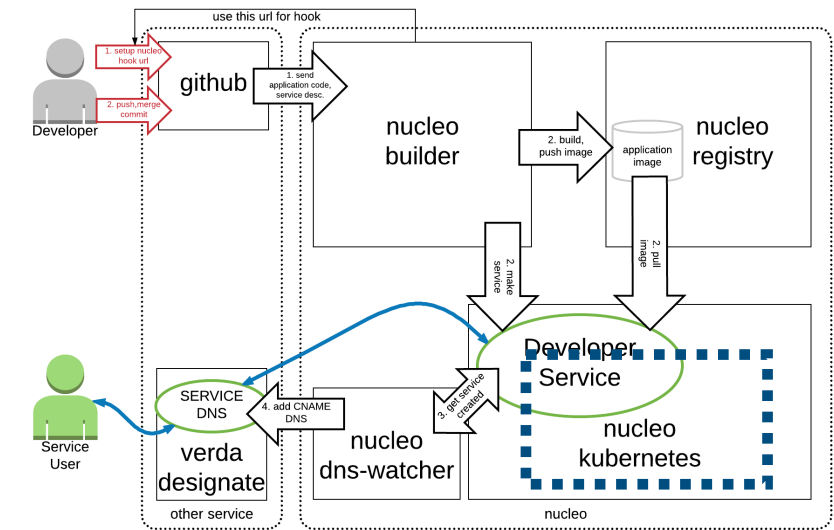 use this url for hook
1. setup nucleo
hook url
2. push,merge
commit
Developer
github
1. send
application code,
service desc.
nucleo
builder
2. build,
push image
application
image
nucleo
registry
2. make
service
2. pull
image
Developer
Service
nucleo
kubernetes
3. get service
created
nucleo
dns-watcher
4. add CNAME
DNS
SERVICE
DNS
verda
designate
Service
User
other service
nucleo